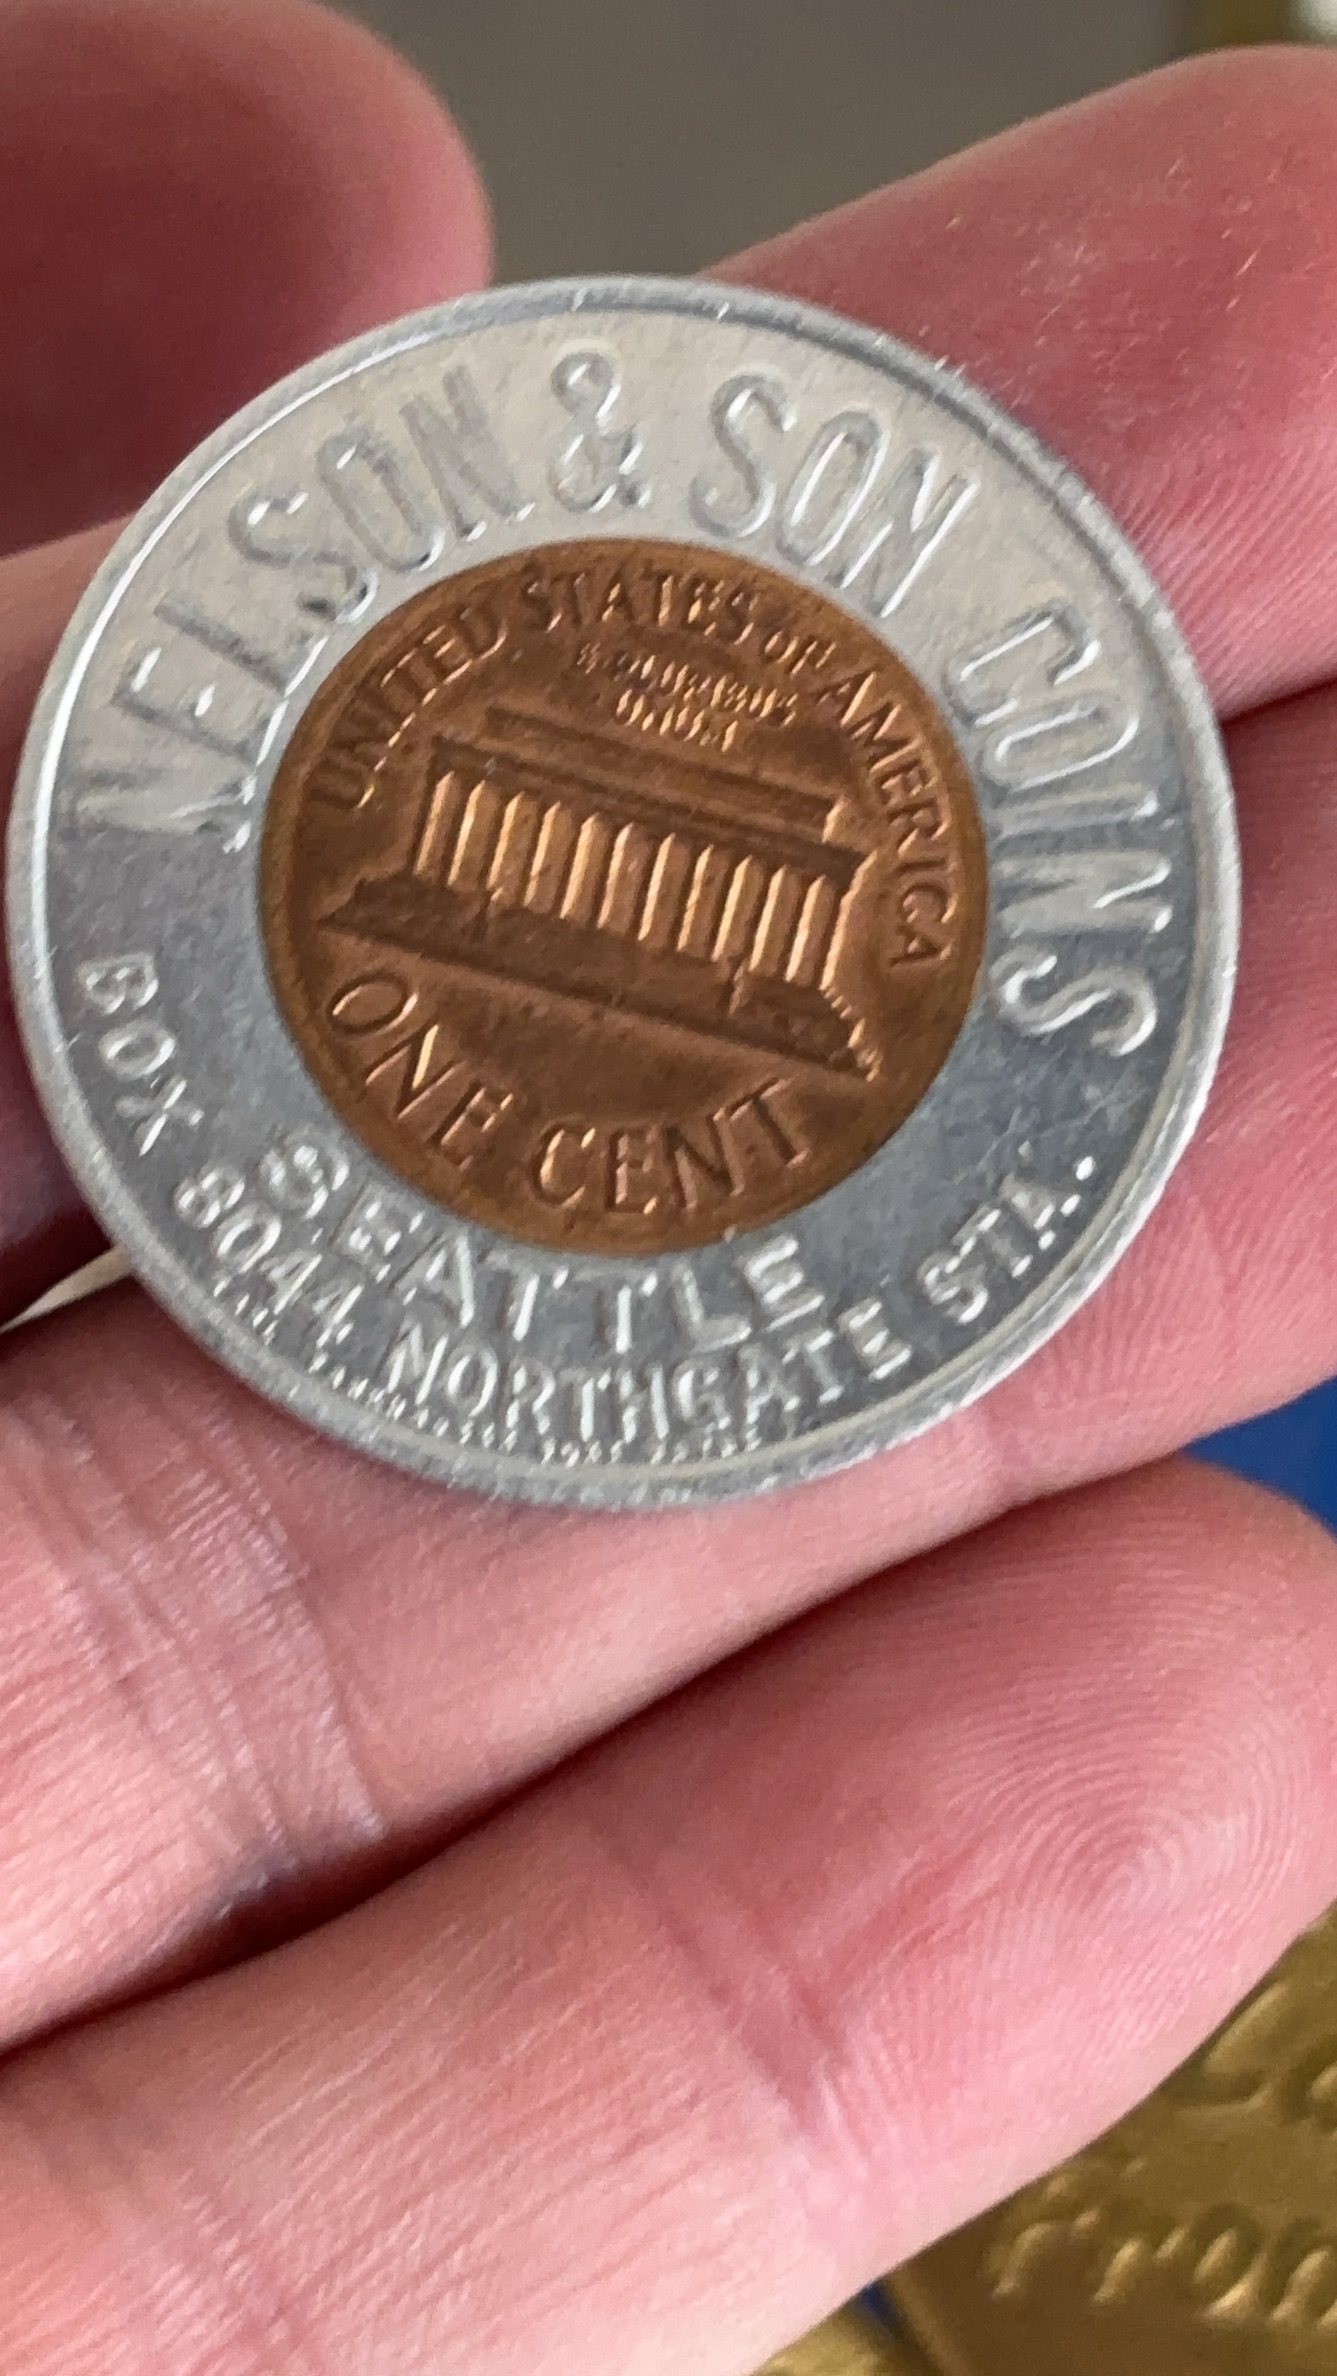 NELSON & SON COINS
UNITED STATES OF AMERICA
E PLURIBUS
UNUM
ONE CENT
SEATTLE
BOX 8044 NORTHGATE STA.